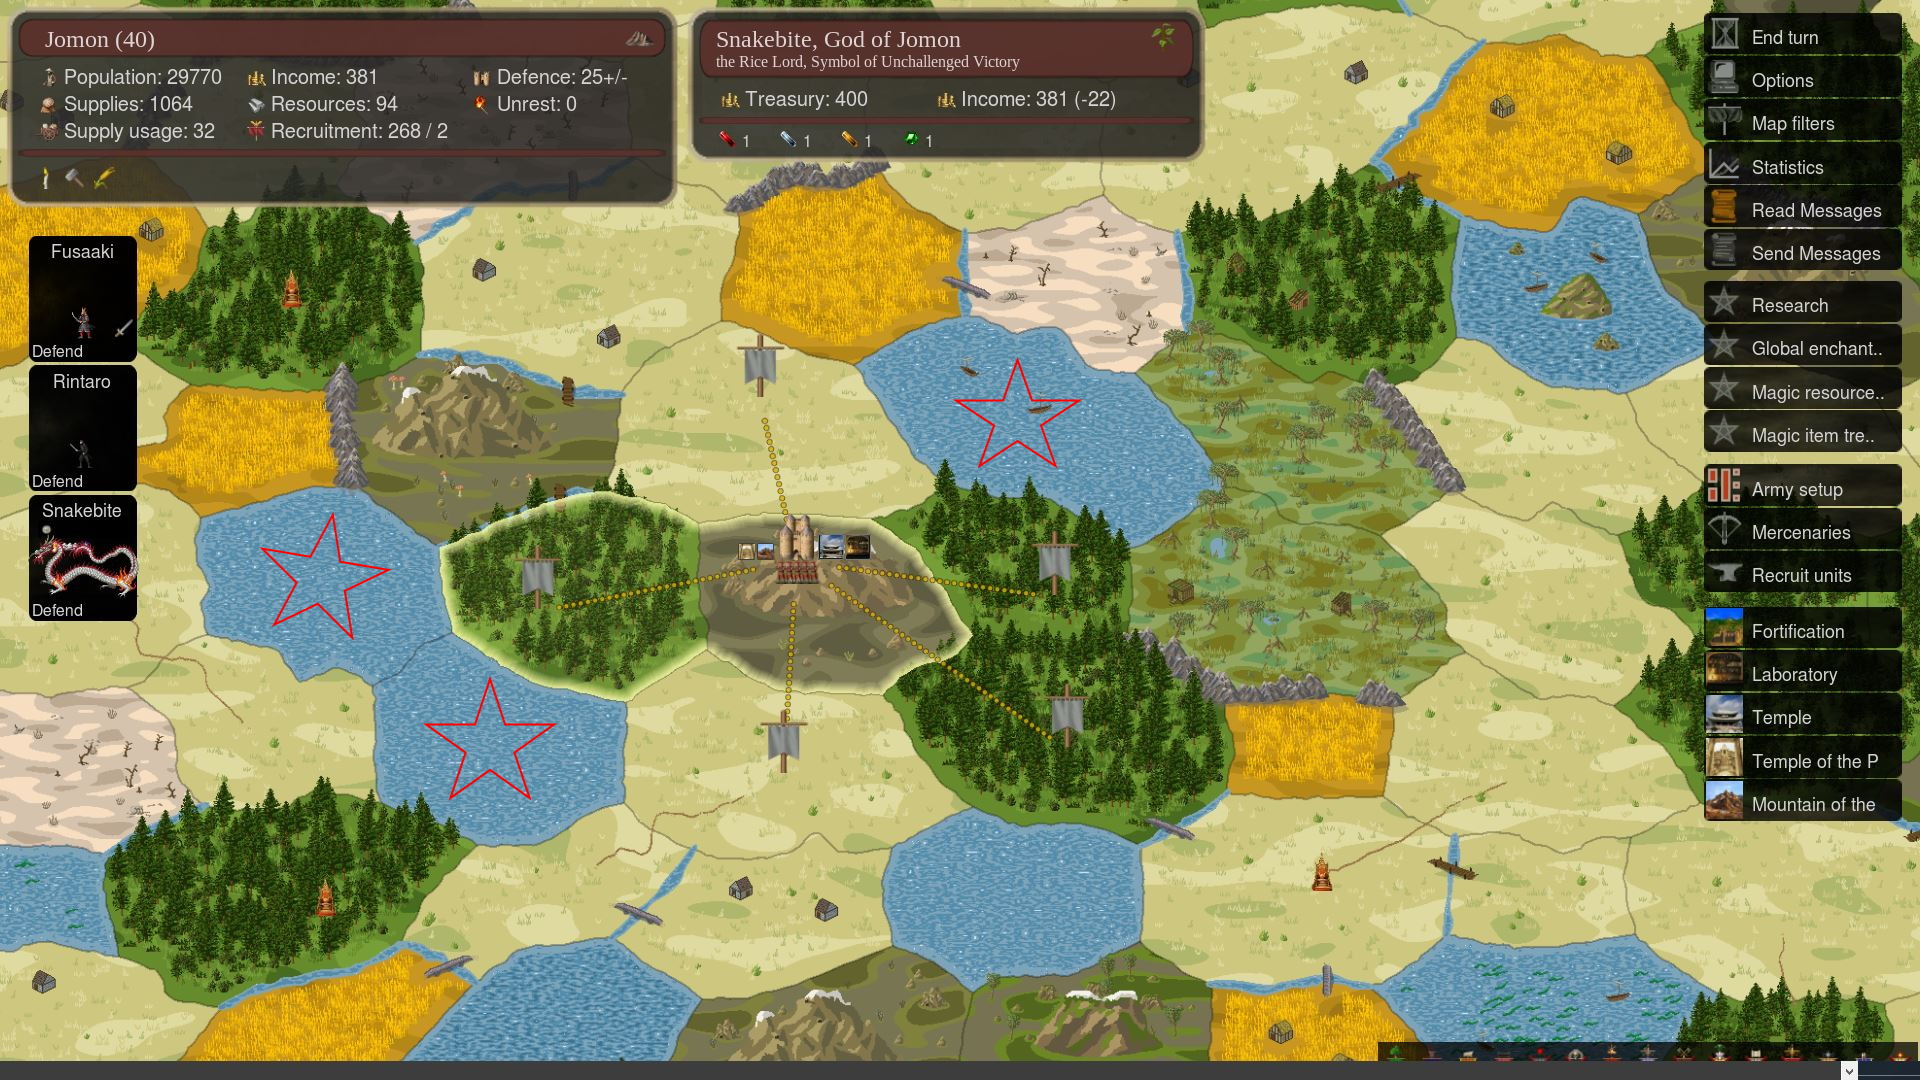 Jomon (40)
Population: 29770
Income: 381
Defence: 25+/-
Supplies: 1064
Resources: 94
Unrest: 0
Supply usage: 32
Recruitment: 268 / 2
Snakebite, God of Jomon
the Rice Lord, Symbol of Unchallenged Victory
Treasury: 400
Income: 381 (-22)
1
1
1
1
Fusaaki
Defend
Rintaro
Defend
Snakebite
Defend
End turn
Options
Map filters
Statistics
Read Messages
Send Messages
Research
Global enchant..
Magic resource..
Magic item tre..
Army setup
Mercenaries
Recruit units
Fortification
Laboratory
Temple
Temple of the P
Mountain of the